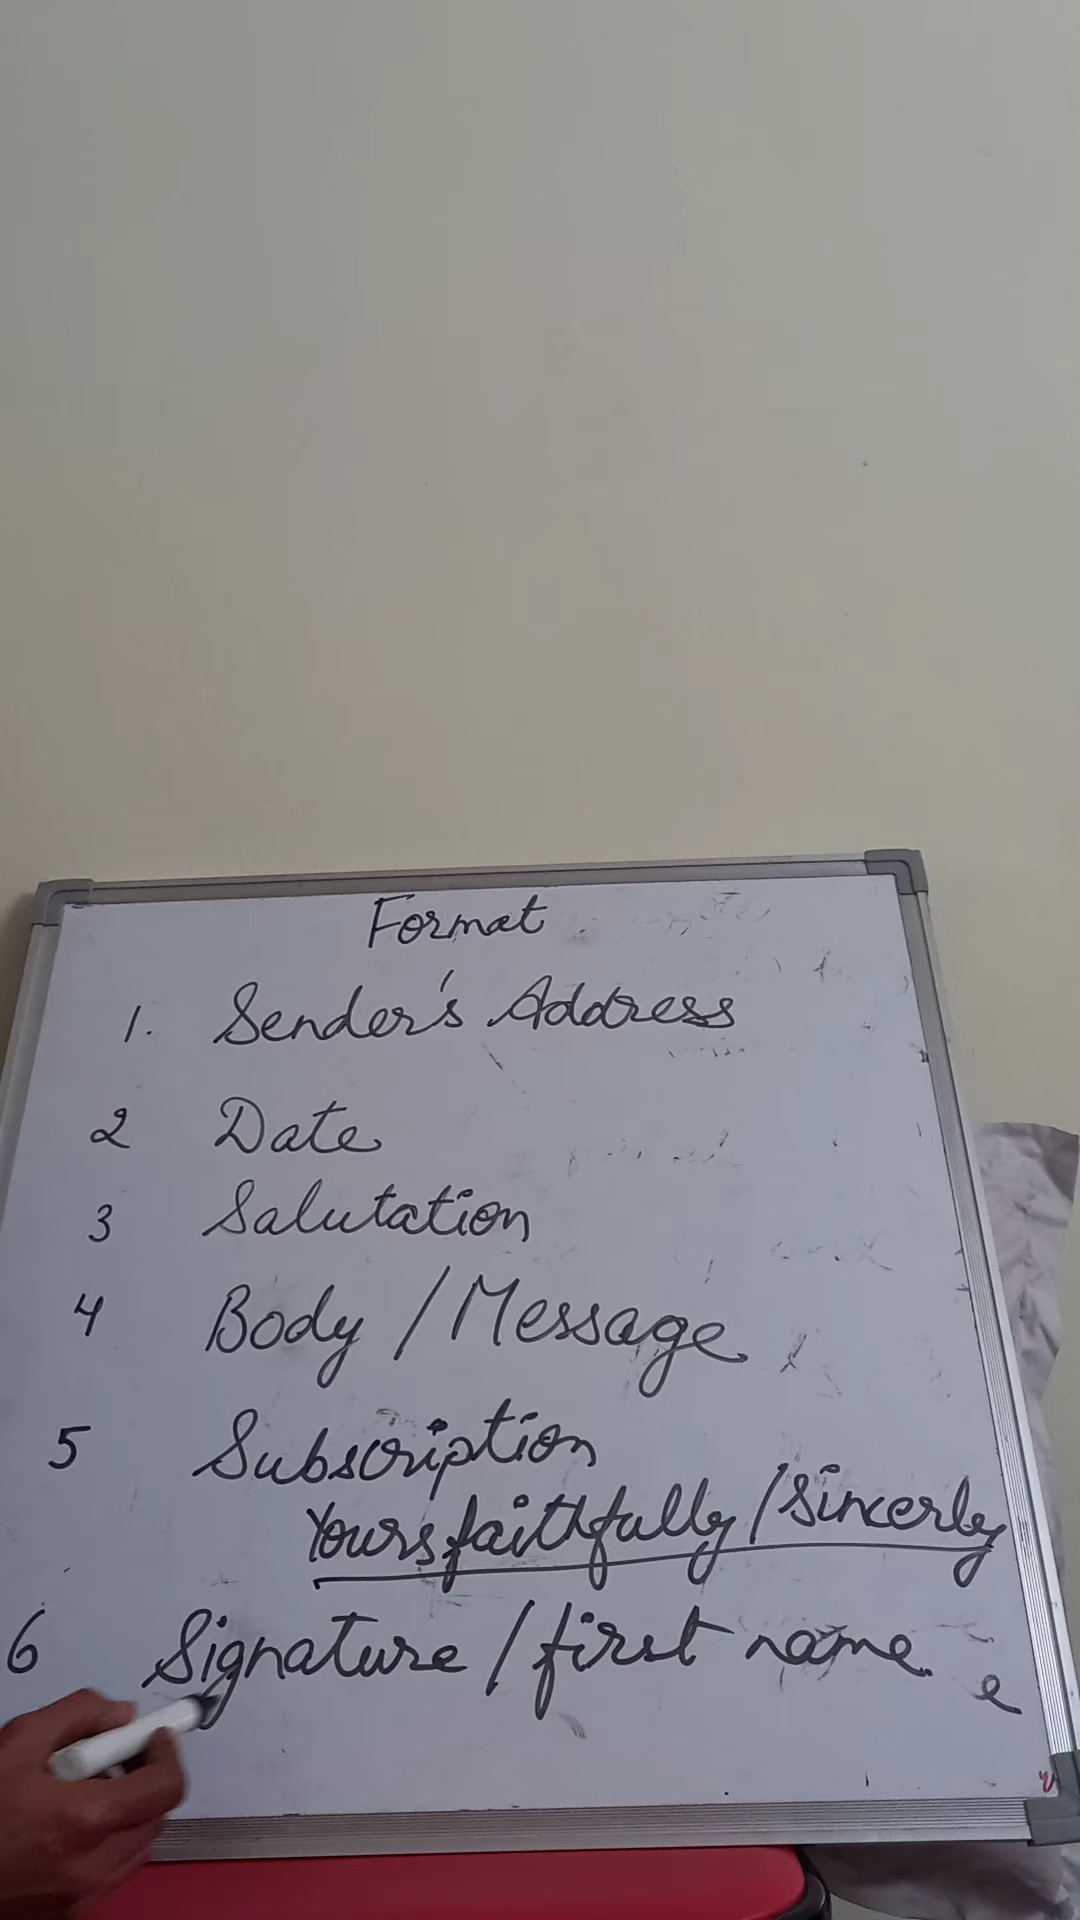 Format
1. Sender's Address
2 Date
3 Salutation
4 Body / Message
5 Subscription
Yours faithfully / Sincerly
6 Signature / first name
e